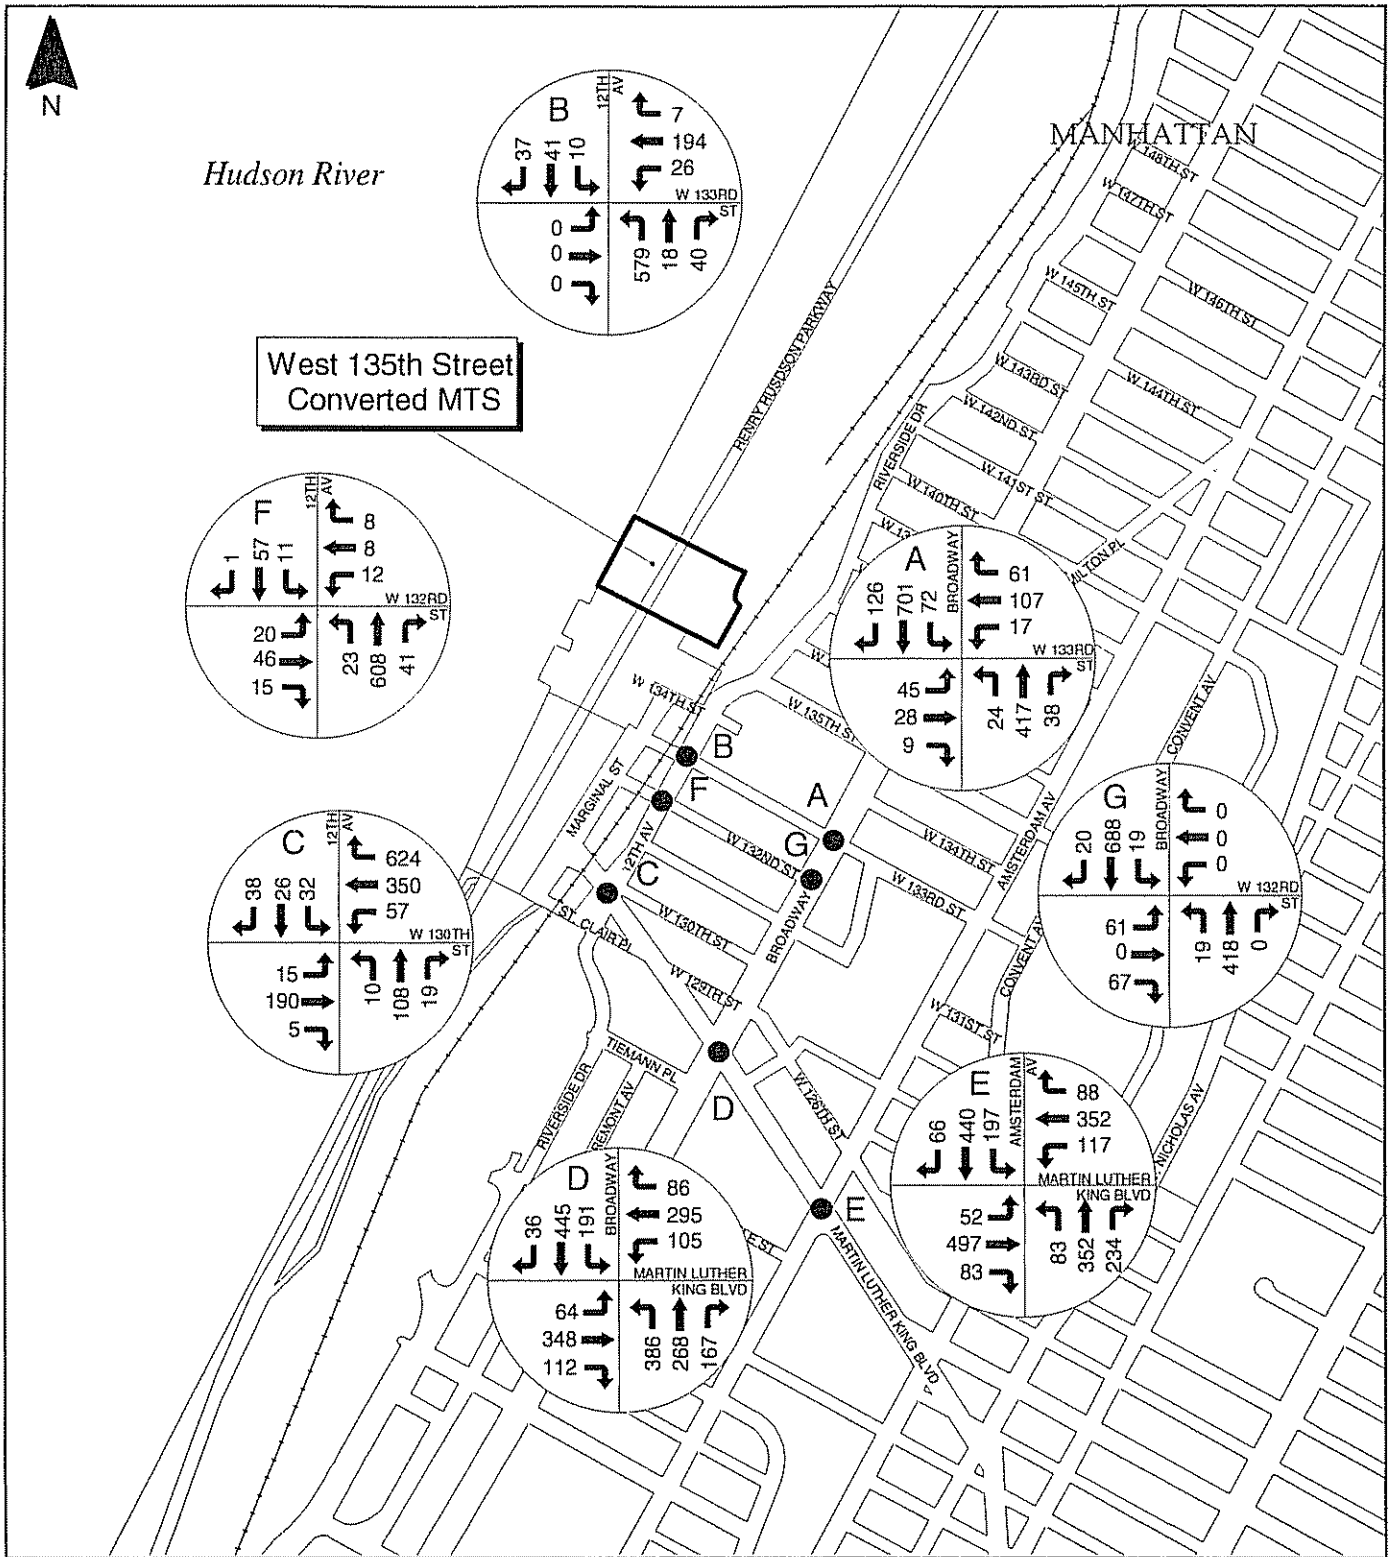 N
Hudson River
MANHATTAN
West 135th Street
Converted MTS
B
12TH
AV
37
41
10
7
194
26
W 133RD
ST
0
0
0
579
18
40
F
12TH
AV
1
57
11
8
8
12
W 132RD
ST
20
46
15
23
608
41
A
BROADWAY
126
701
72
61
107
17
W 133RD
ST
45
28
9
24
417
38
C
12TH
AV
38
26
32
624
350
57
W 130TH
ST
15
190
5
10
108
19
G
BROADWAY
20
688
19
0
0
0
W 132RD
ST
61
0
67
19
418
0
D
BROADWAY
36
445
191
86
295
105
MARTIN LUTHER
KING BLVD
64
348
112
386
268
167
E
AMSTERDAM
AV
66
440
197
88
352
117
MARTIN LUTHER
KING BLVD
52
497
83
83
352
234
RENRY HUSDSON PARKWAY
W 148TH ST
W 147TH ST
W 145TH ST
W 146TH ST
W 143RD ST
W 144TH ST
W 142ND ST
RIVERSIDE DR
W 141ST ST
W 140TH ST
W 13
MILTON PL
W
W 135TH ST
W 134TH ST
CONVENT AV
AMSTERDAM AV
B
F
A
G
C
D
E
MARGINAL ST
12TH AV
W 132ND ST
W 134TH ST
W 133RD ST
BROADWAY
ST. CLAIR PL
W 130TH ST
W 129TH ST
CONVENT AV
W 131ST ST
TIEMANN PL
RIVERSIDE DR
REMONT AV
W 126TH ST
NICHOLAS AV
CE ST
MARTIN LUTHER KING BLVD